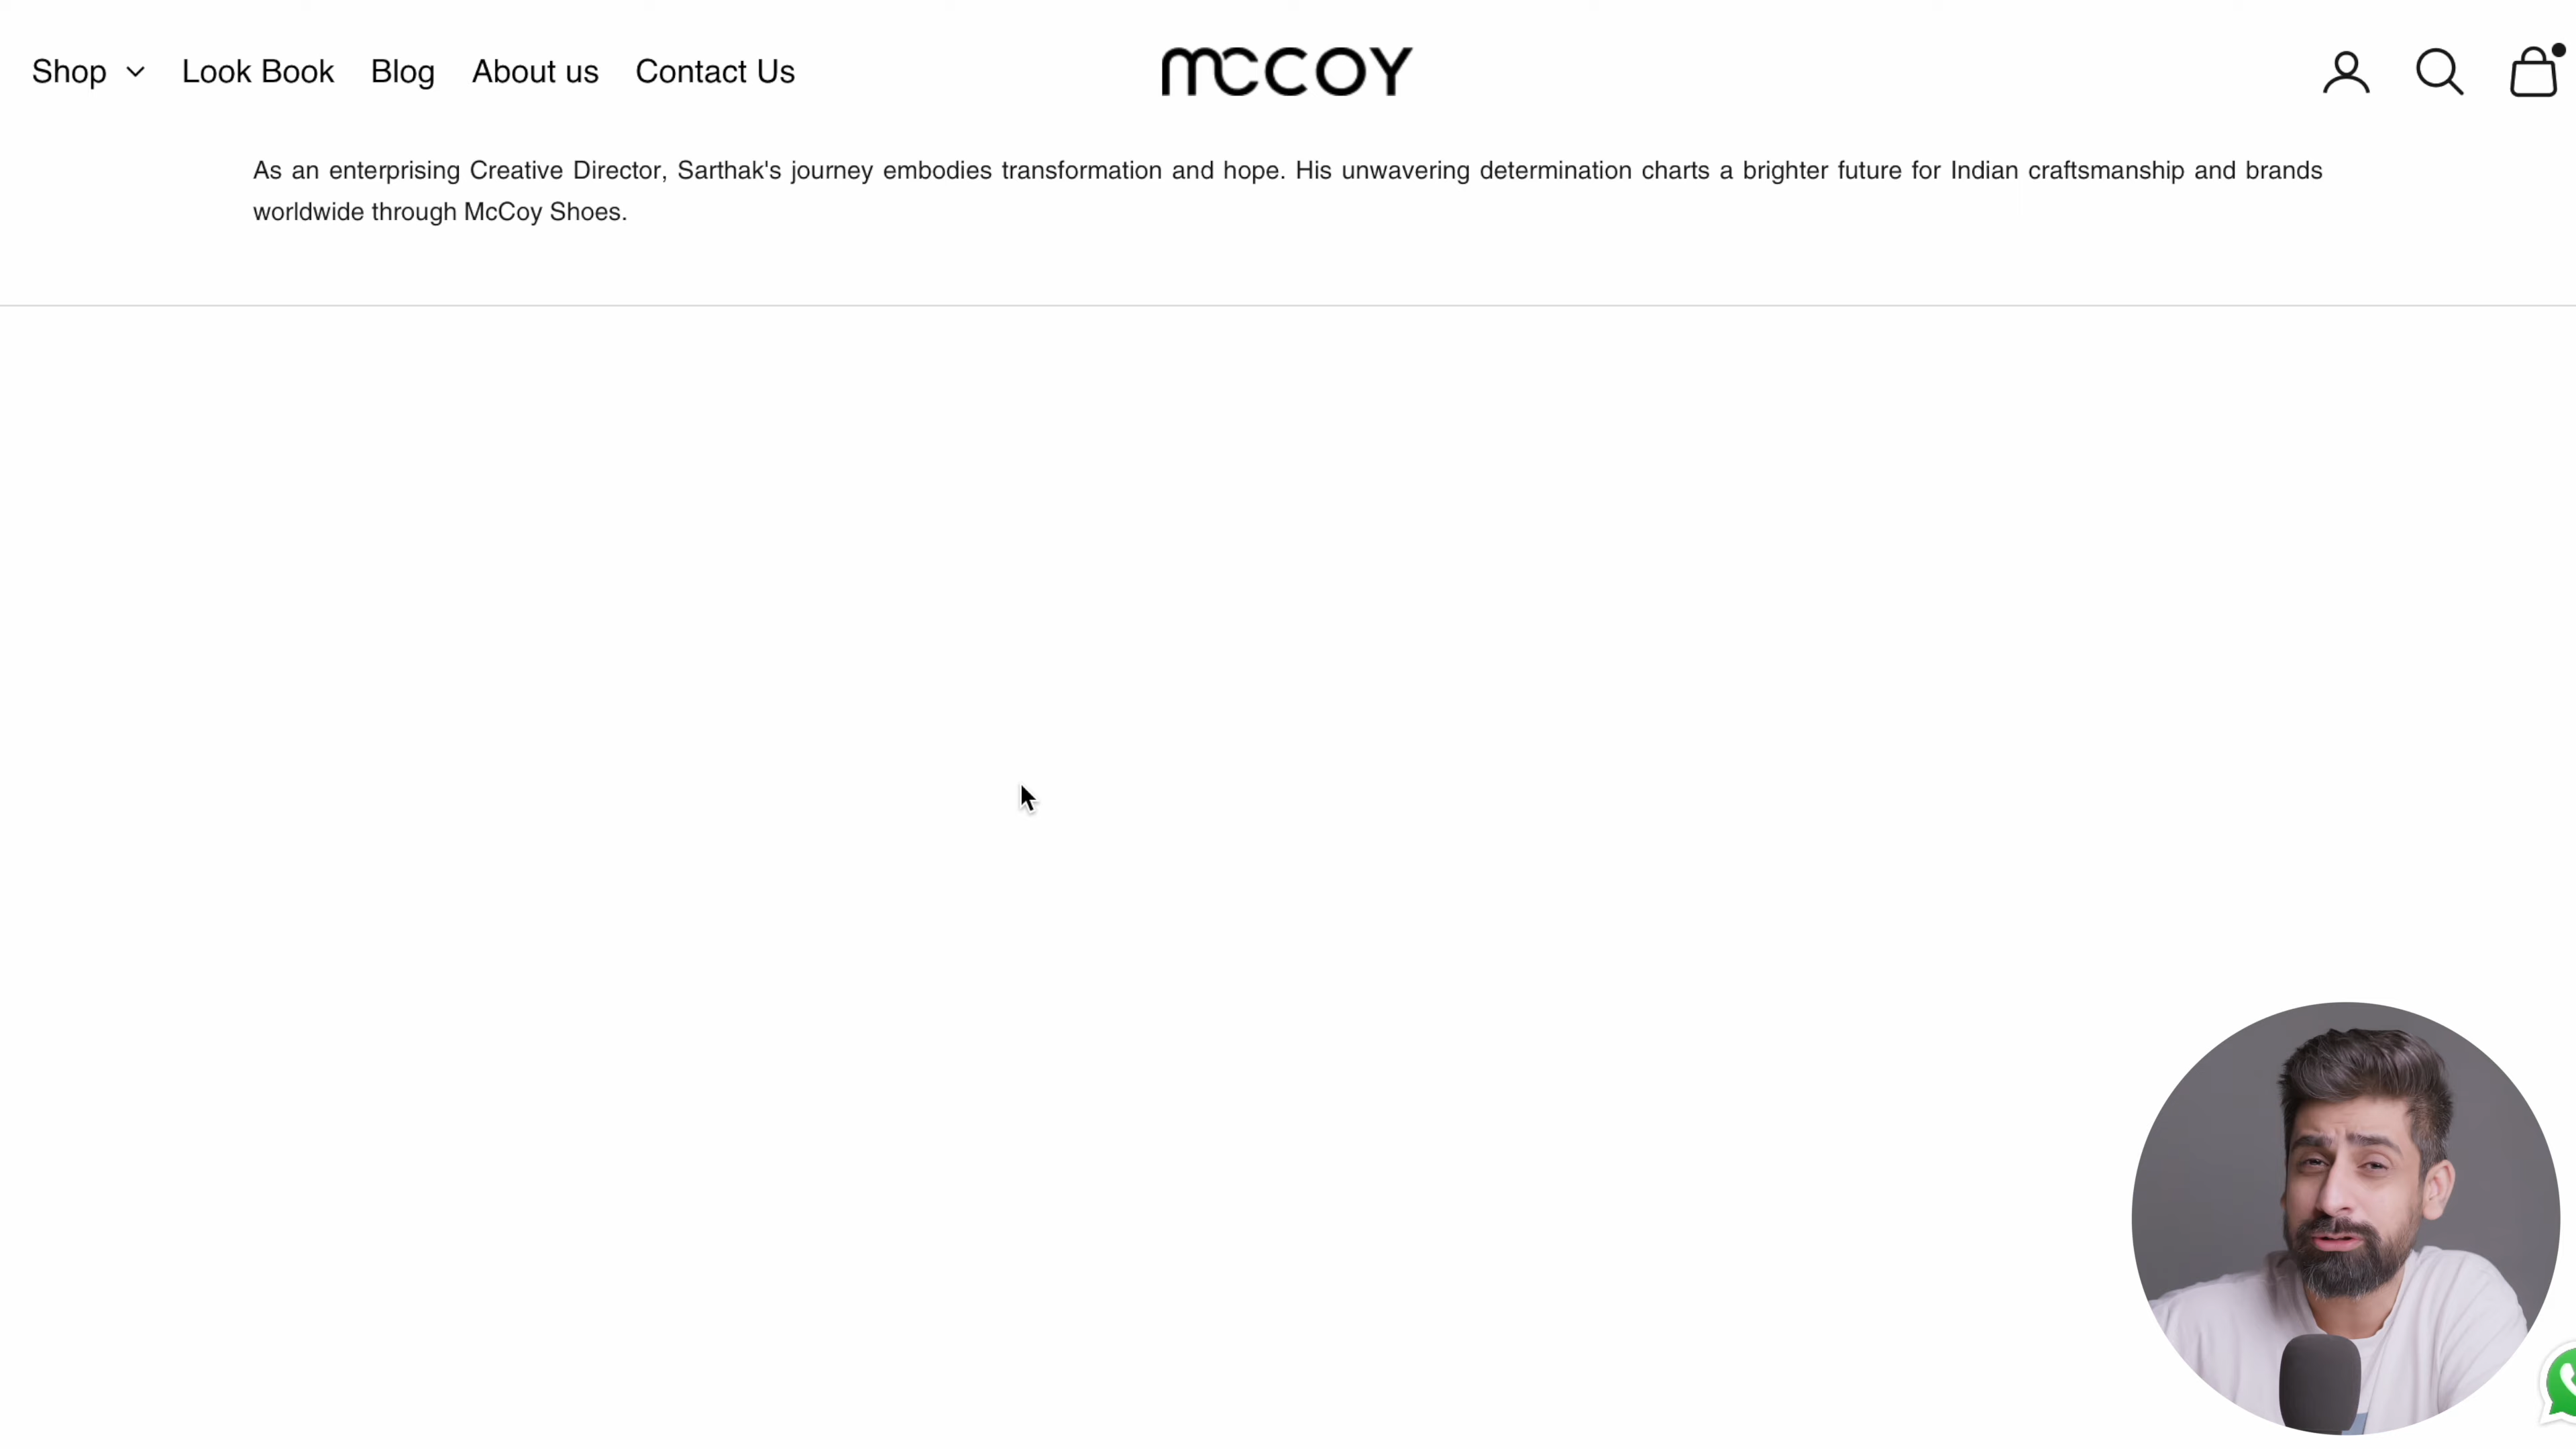 Shop
Look Book
Blog
About us
Contact Us
mccoy
As an enterprising Creative Director, Sarthak's journey embodies transformation and hope. His unwavering determination charts a brighter future for Indian craftsmanship and brands
worldwide through McCoy Shoes.